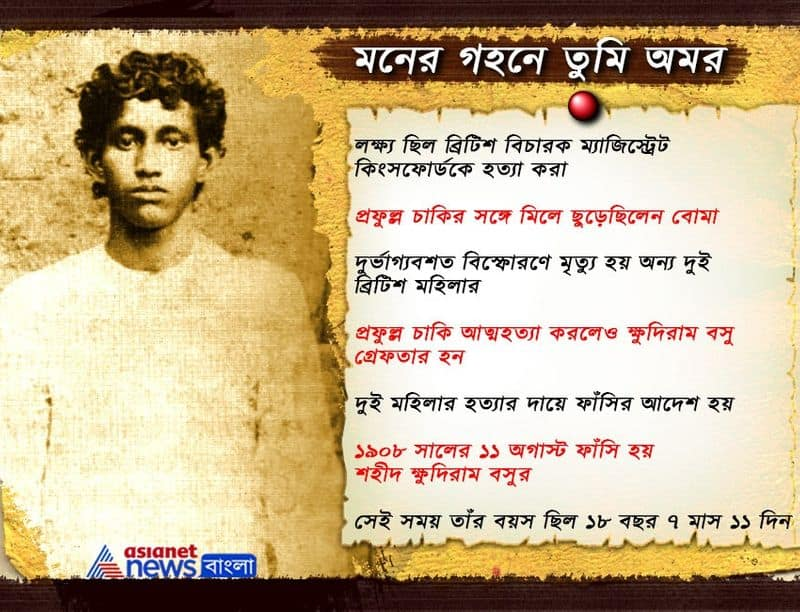 মনের গহনে তুমি অমর
লক্ষ্য ছিল ব্রিটিশ বিচারক ম্যাজিস্ট্রেট
কিংসফোর্ডকে হত্যা করা
প্রফুল্ল চাকির সঙ্গে মিলে ছুড়েছিলেন বোমা
দুর্ভাগ্যবশত বিস্ফোরণে মৃত্যু হয় অন্য দুই
ব্রিটিশ মহিলার
প্রফুল্ল চাকি আত্মহত্যা করলেও ক্ষুদিরাম বসু
গ্রেফতার হন
দুই মহিলার হত্যার দায়ে ফাঁসির আদেশ হয়
১৯০৮ সালের ১১ অগাস্ট ফাঁসি হয়
শহীদ ক্ষুদিরাম বসুর
সেই সময় তাঁর বয়স ছিল ১৮ বছর ৭ মাস ১১ দিন
asianet
news বাংলা